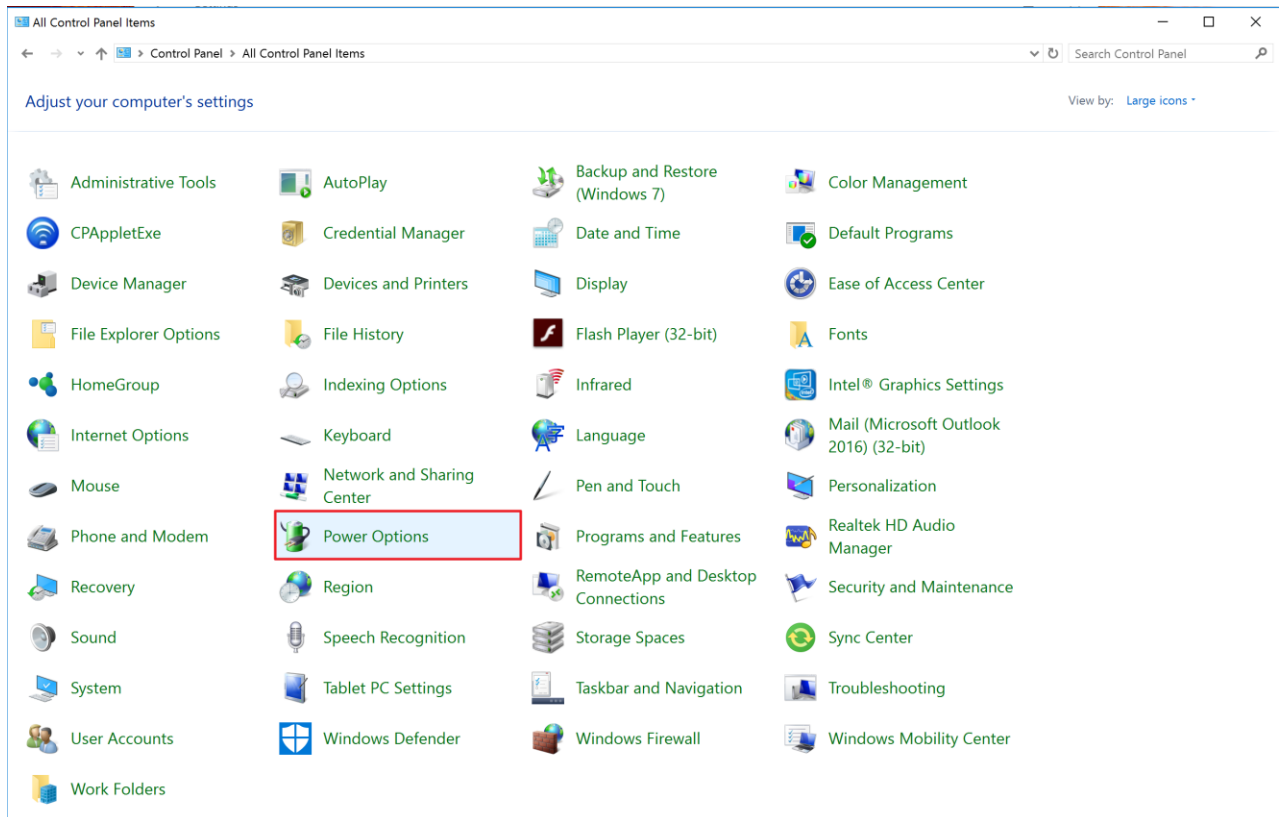 All Control Panel Items
Control Panel > All Control Panel Items
Search Control Panel
Adjust your computer's settings
View by: Large icons
Administrative Tools
AutoPlay
Backup and Restore
(Windows 7)
Color Management
CPAppletExe
Credential Manager
Date and Time
Default Programs
Device Manager
Devices and Printers
Display
Ease of Access Center
File Explorer Options
File History
Flash Player (32-bit)
Fonts
HomeGroup
Indexing Options
Infrared
Intel® Graphics Settings
Internet Options
Keyboard
Language
Mail (Microsoft Outlook
2016) (32-bit)
Mouse
Network and Sharing
Center
Pen and Touch
Personalization
Phone and Modem
Power Options
Programs and Features
Realtek HD Audio
Manager
Recovery
Region
RemoteApp and Desktop
Connections
Security and Maintenance
Sound
Speech Recognition
Storage Spaces
Sync Center
System
Tablet PC Settings
Taskbar and Navigation
Troubleshooting
User Accounts
Windows Defender
Windows Firewall
Windows Mobility Center
Work Folders